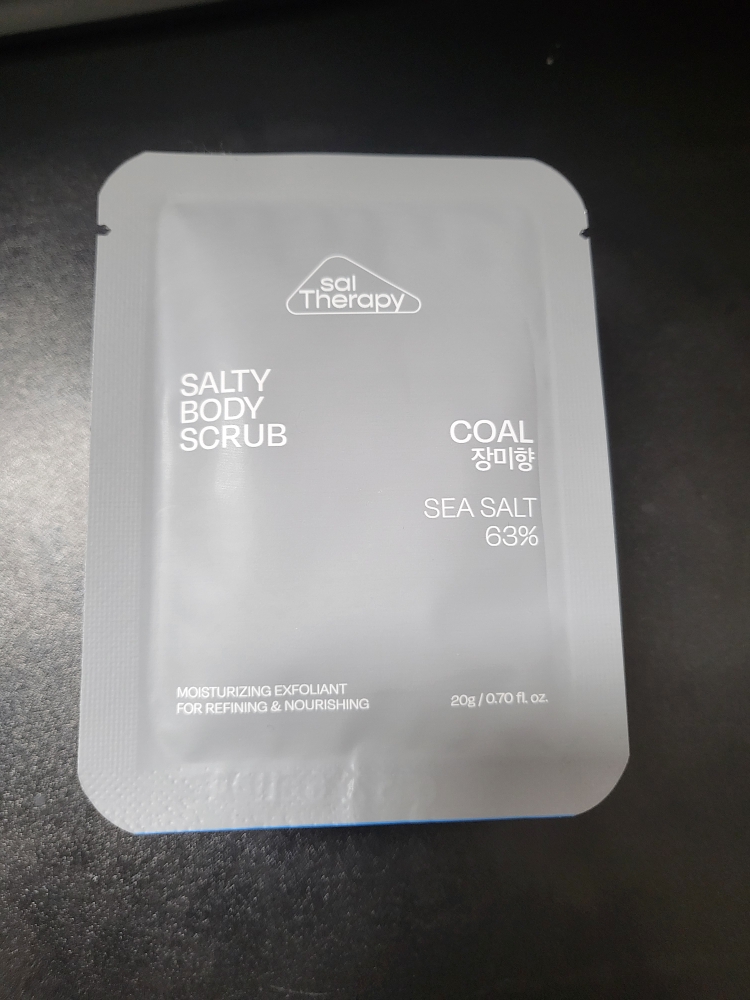 sal
Therapy
SALTY
BODY
SCRUB
COAL
장미향
SEA SALT
63%
MOISTURIZING EXFOLIANT
FOR REFINING & NOURISHING
20g / 0.70 fl. oz.